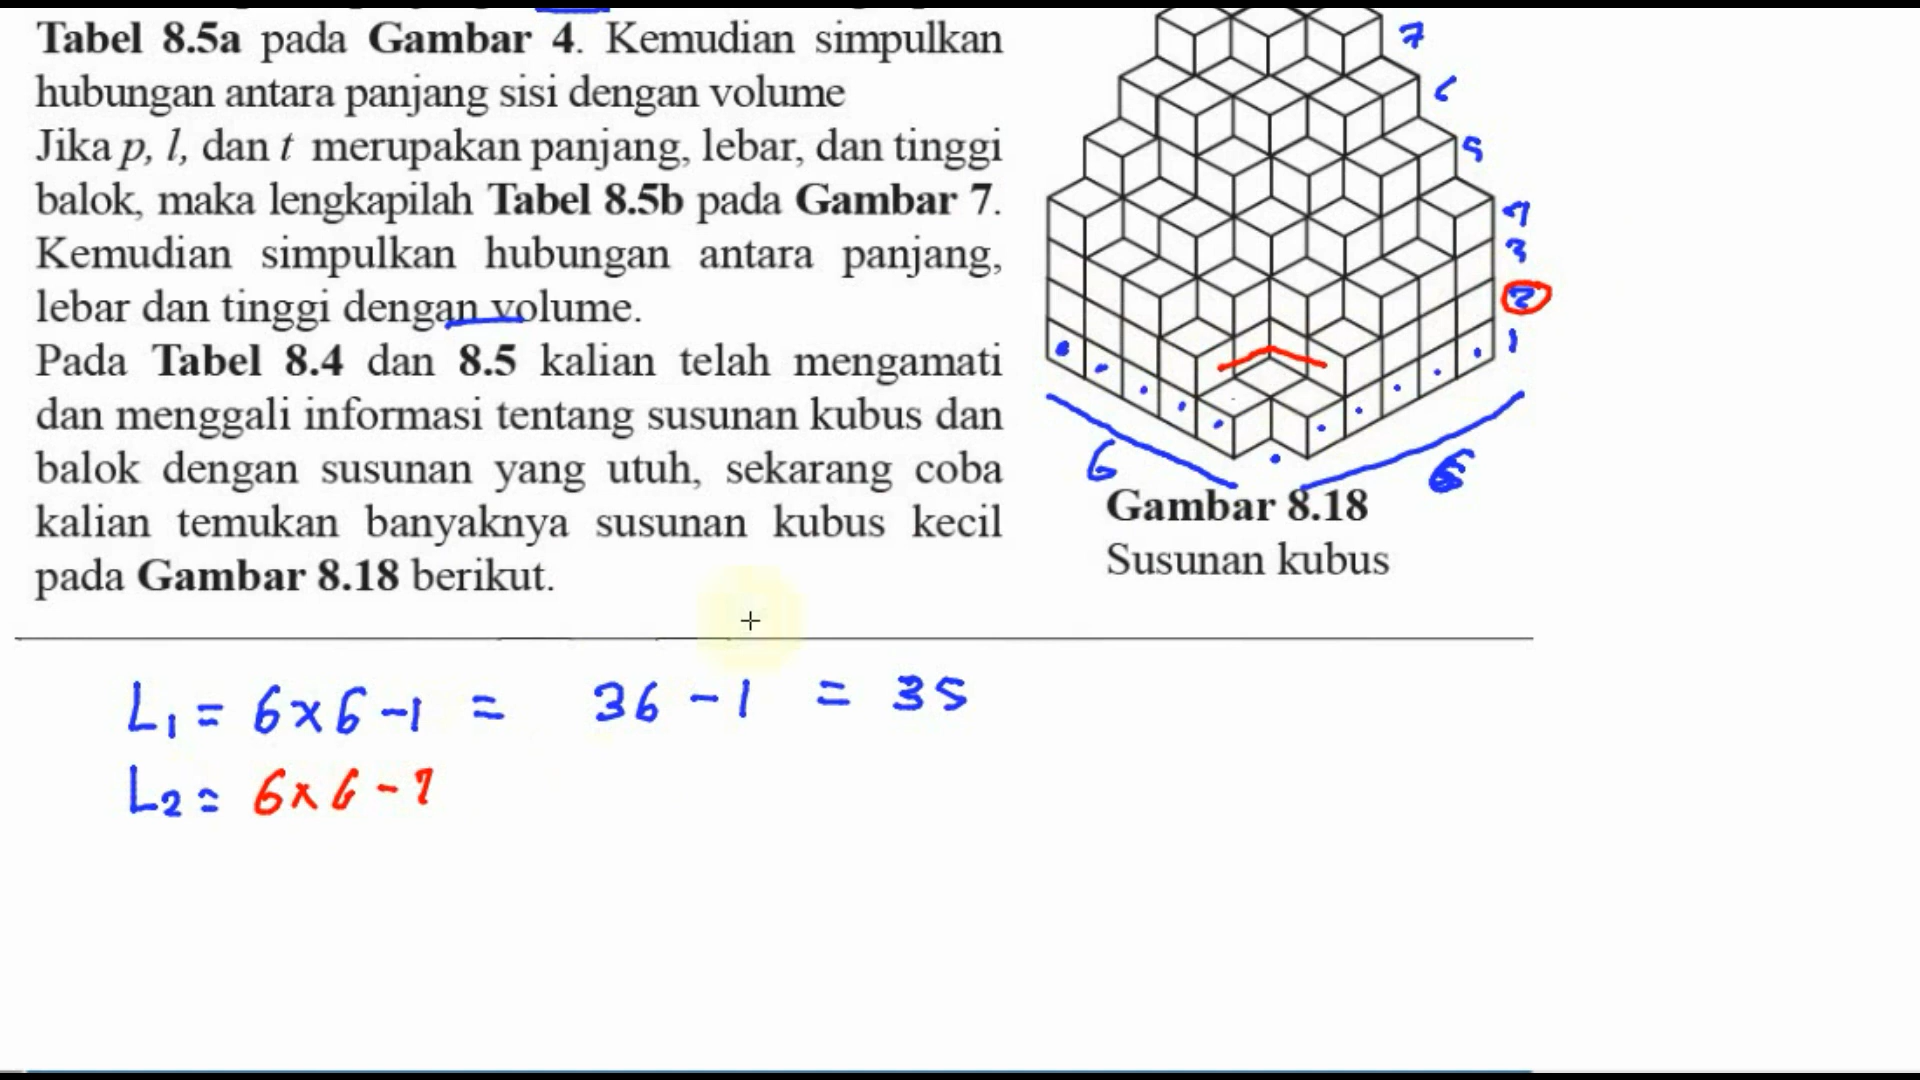 Tabel 8.5a pada Gambar 4. Kemudian simpulkan
hubungan antara panjang sisi dengan volume
Jika p, l, dan t merupakan panjang, lebar, dan tinggi
balok, maka lengkapilah Tabel 8.5b pada Gambar 7.
Kemudian simpulkan hubungan antara panjang,
lebar dan tinggi dengan volume.
Pada Tabel 8.4 dan 8.5 kalian telah mengamati
dan menggali informasi tentang susunan kubus dan
balok dengan susunan yang utuh, sekarang coba
kalian temukan banyaknya susunan kubus kecil
pada Gambar 8.18 berikut.
7
6
5
3
2
1
6
Gambar 8.18
Susunan kubus
L1 = 6×6-1 = 36 - 1 = 35
L2 = 6×6-